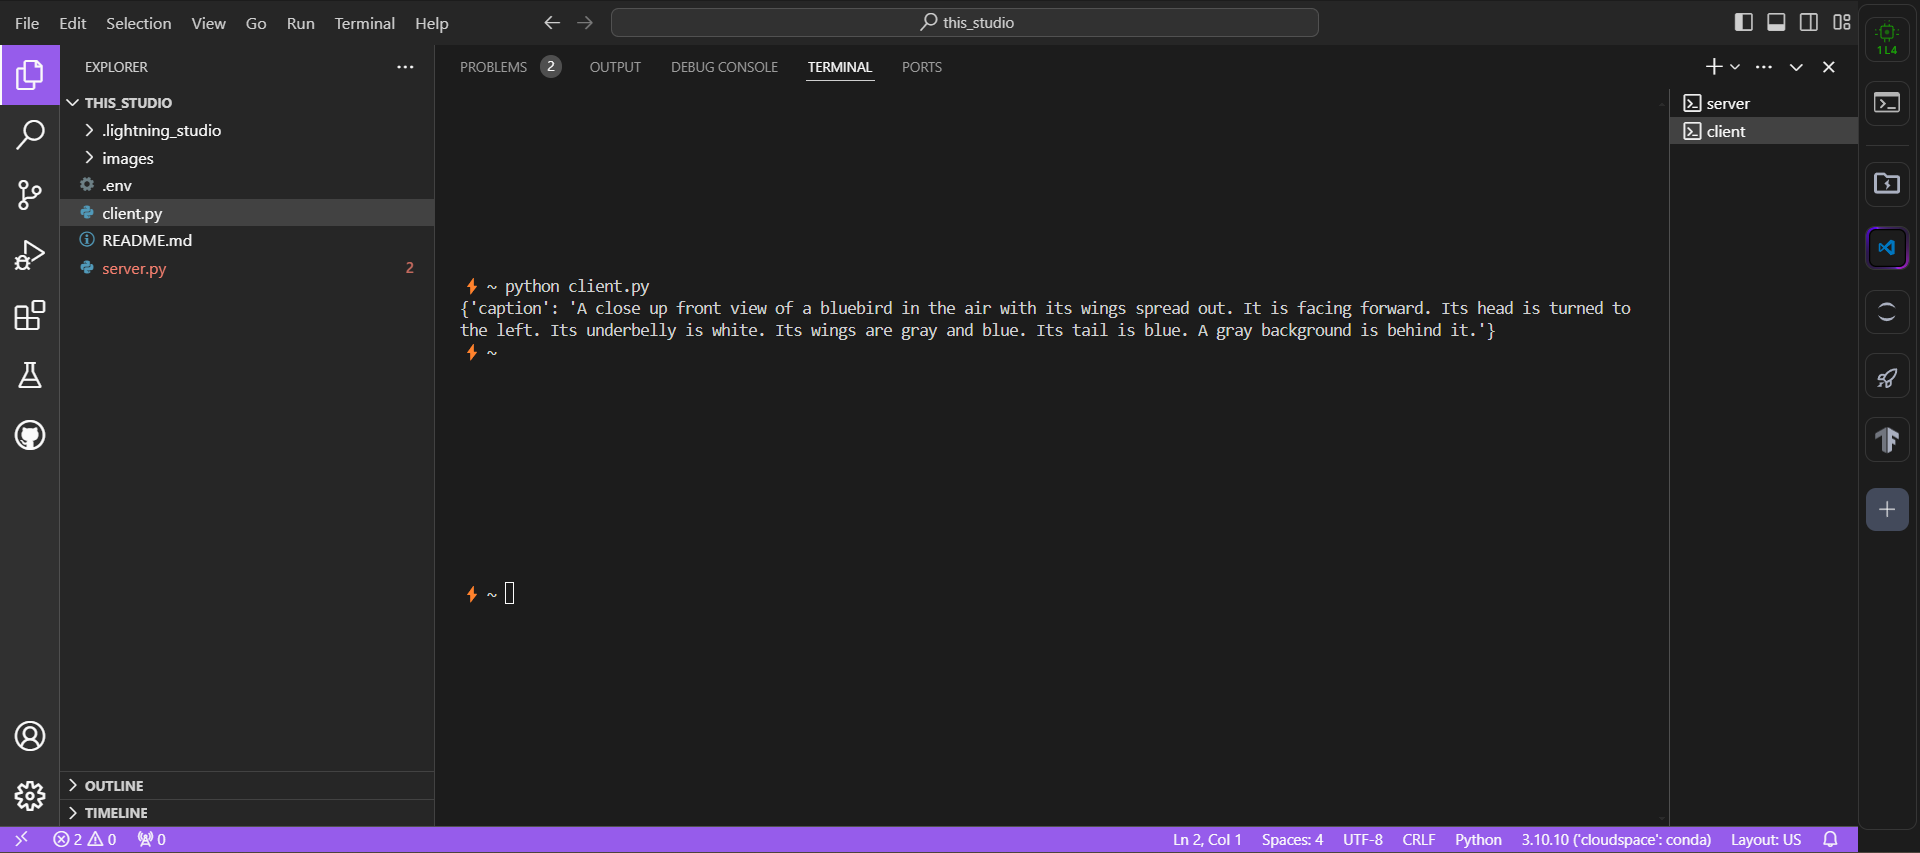 File Edit Selection View Go Run Terminal Help
this_studio
1 L4
EXPLORER
THIS_STUDIO
.lightning_studio
images
.env
client.py
README.md
server.py 2
OUTLINE
TIMELINE
PROBLEMS 2 OUTPUT DEBUG CONSOLE TERMINAL PORTS
~ python client.py
{'caption': 'A close up front view of a bluebird in the air with its wings spread out. It is facing forward. Its head is turned to
the left. Its underbelly is white. Its wings are gray and blue. Its tail is blue. A gray background is behind it.'}
~
~
server
client
2 0 0
Ln 2, Col 1 Spaces: 4 UTF-8 CRLF Python 3.10.10 ('cloudspace': conda) Layout: US